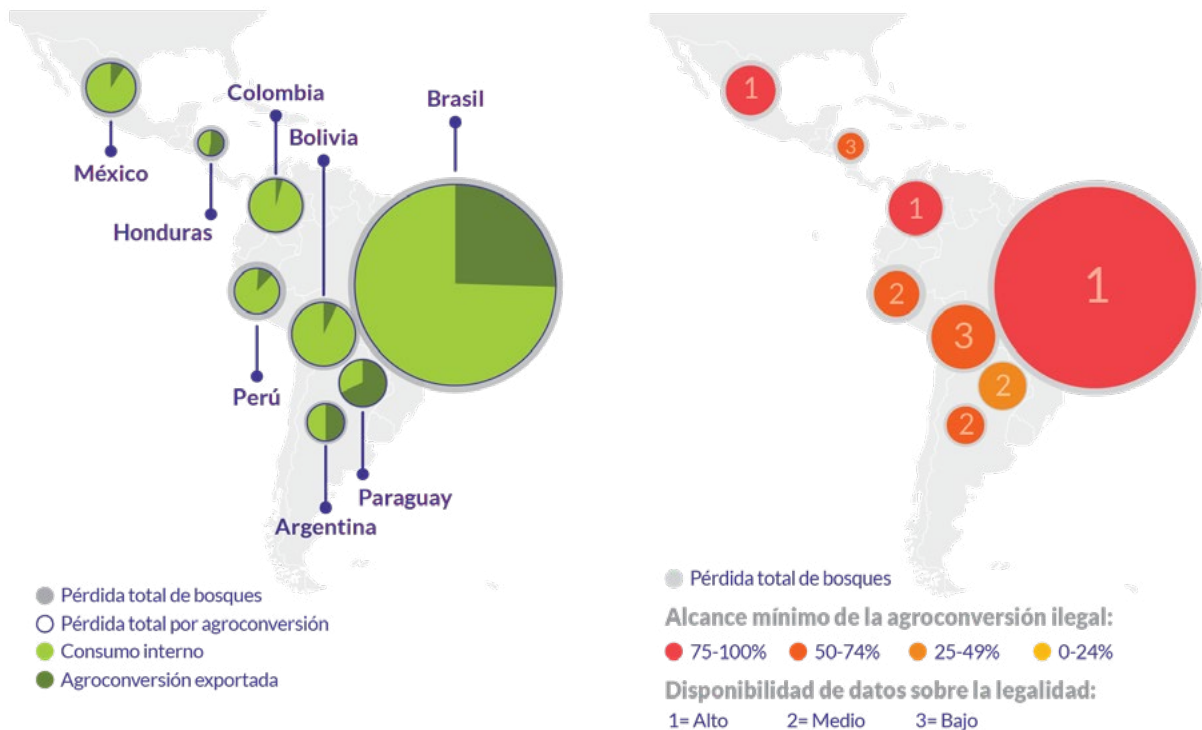 Colombia
Brasil
Bolivia
México
Honduras
Perú
Paraguay
Argentina
Pérdida total de bosques
Pérdida total por agroconversión
Consumo interno
Agroconversión exportada
1
3
1
2
1
3
2
2
Pérdida total de bosques
Alcance mínimo de la agroconversión ilegal:
75-100% 50-74% 25-49% 0-24%
Disponibilidad de datos sobre la legalidad:
1= Alto 2= Medio 3= Bajo